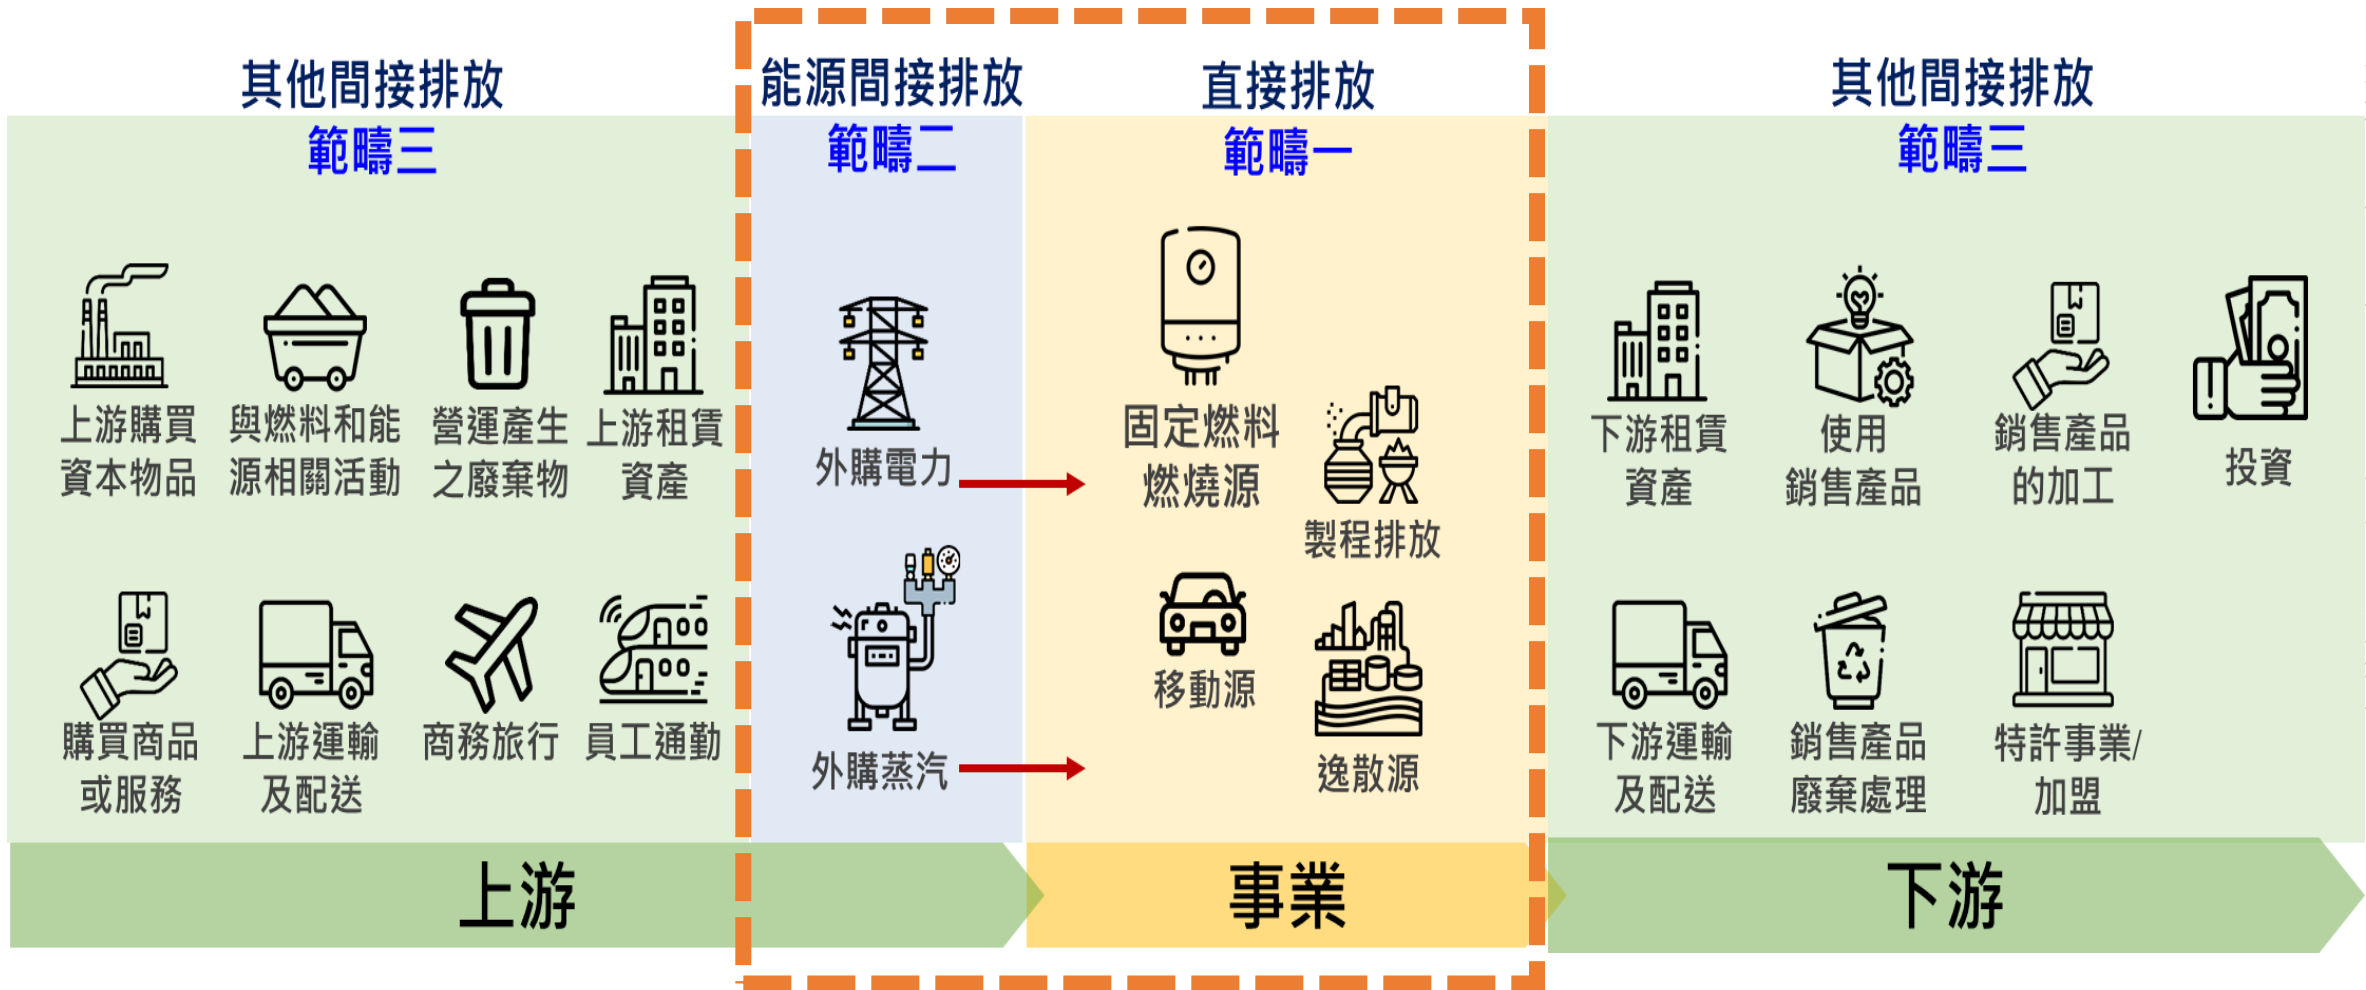 其他間接排放
範疇三
上游購買
資本物品
與燃料和能
源相關活動
營運產生
之廢棄物
上游租賃
資產
購買商品
或服務
上游運輸
及配送
商務旅行
員工通勤
能源間接排放
範疇二
外購電力
外購蒸汽
直接排放
範疇一
固定燃料
燃燒源
製程排放
移動源
逸散源
其他間接排放
範疇三
下游租賃
資產
使用
銷售產品
銷售產品
的加工
投資
下游運輸
及配送
銷售產品
廢棄處理
特許事業/
加盟
上游
事業
下游